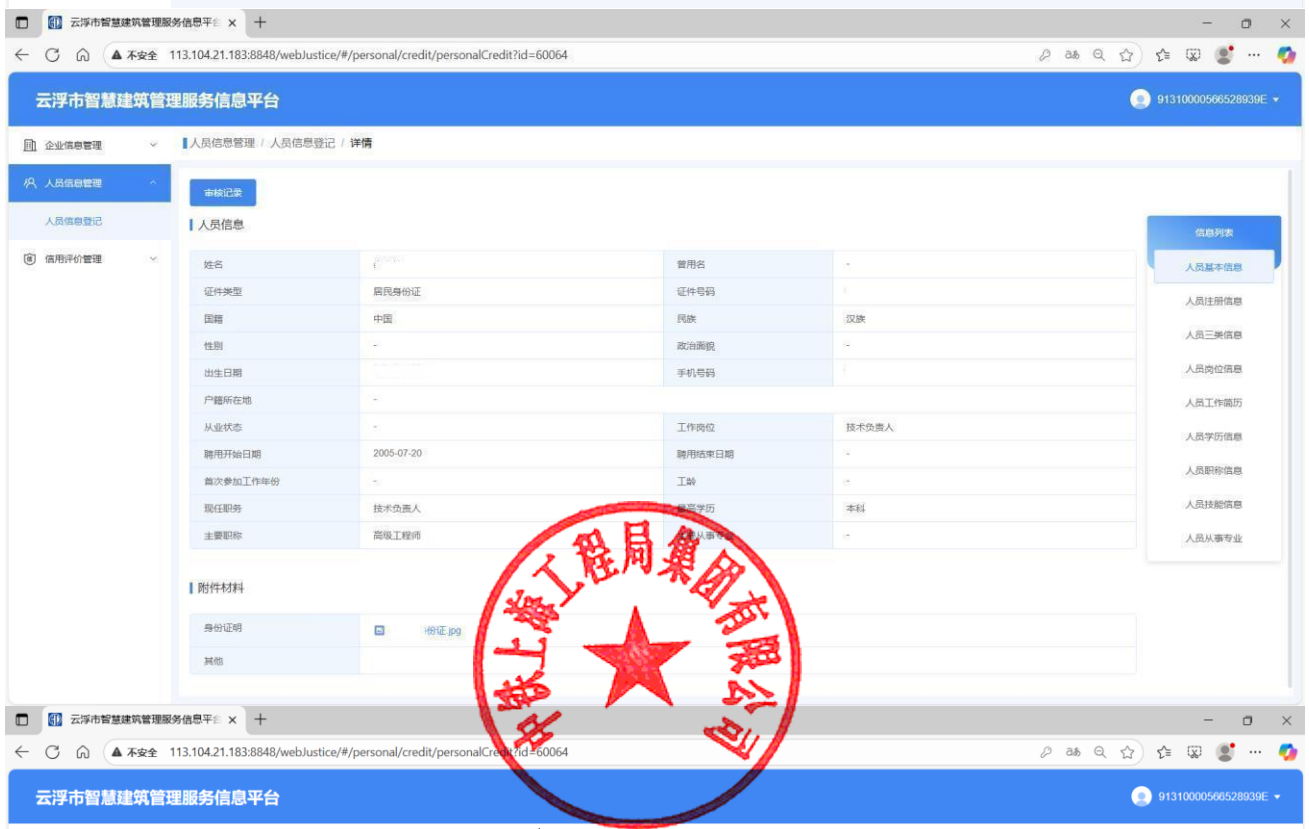 云浮市智慧建筑管理服务信息平台
不安全 113.104.21.183:8848/webJustice/#/personal/credit/personalCredit?id=60064
云浮市智慧建筑管理服务信息平台 91310000566528939E
企业信息管理
人员信息管理
人员信息登记
信用评价管理
人员信息管理 / 人员信息登记 / 详情
审核记录
人员信息
姓名 曾用名 -
证件类型 居民身份证 证件号码
国籍 中国 民族 汉族
性别 - 政治面貌 -
出生日期 手机号码
户籍所在地 -
从业状态 - 工作岗位 技术负责人
聘用开始日期 2005-07-20 聘用结束日期 -
首次参加工作年份 - 工龄 -
现任职务 技术负责人 最高学历 本科
主要职称 高级工程师 从事专业 -
附件材料
身份证明 份证.jpg
其他
信息列表
人员基本信息
人员注册信息
人员三类信息
人员岗位信息
人员工作简历
人员学历信息
人员职称信息
人员技能信息
人员从事专业
上海工程局集团有限公司
云浮市智慧建筑管理服务信息平台
不安全 113.104.21.183:8848/webJustice/#/personal/credit/personalCredit?id=60064
云浮市智慧建筑管理服务信息平台 91310000566528939E